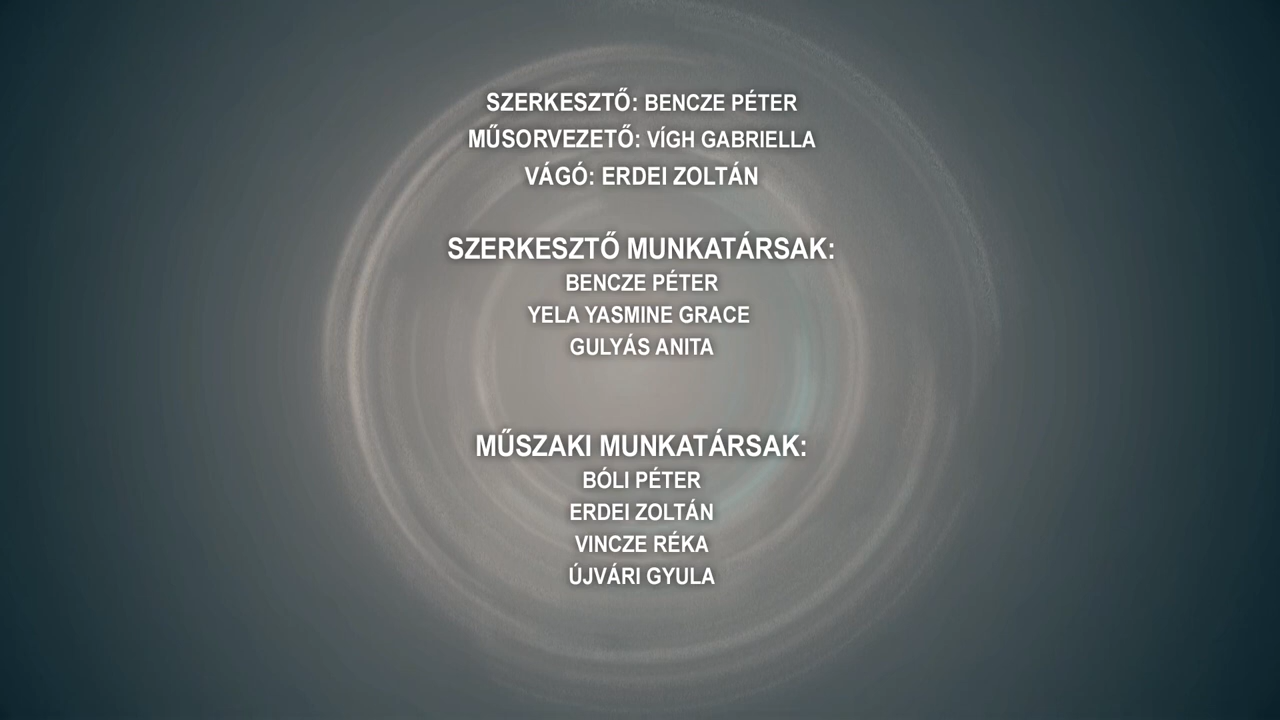 SZERKESZTŐ: BENCZE PÉTER
MŰSORVEZETŐ: VÍGH GABRIELLA
VÁGÓ: ERDEI ZOLTÁN
SZERKESZTŐ MUNKATÁRSAK:
BENCZE PÉTER
YELA YASMINE GRACE
GULYÁS ANITA
MŰSZAKI MUNKATÁRSAK:
BÓLI PÉTER
ERDEI ZOLTÁN
VINCZE RÉKA
ÚJVÁRI GYULA